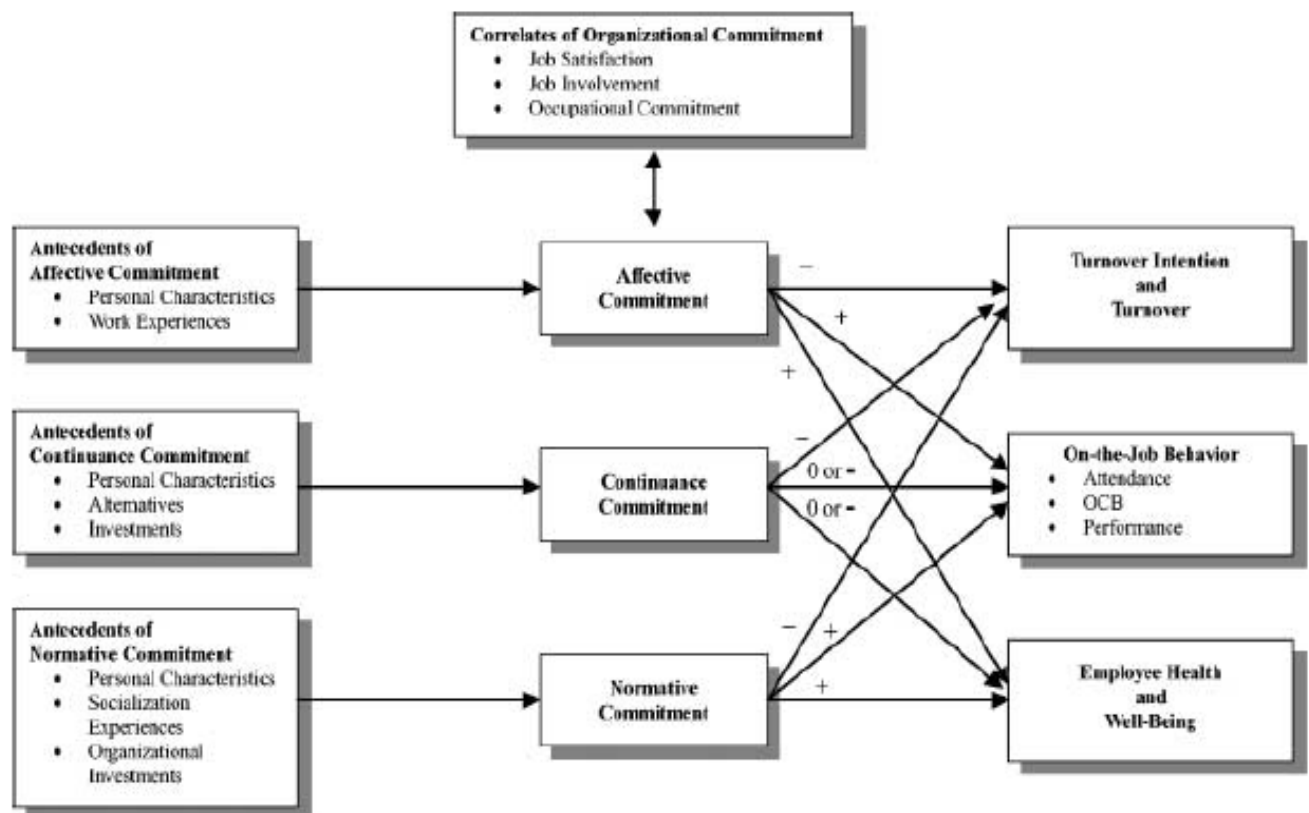 Correlates of Organizational Commitment
• Job Satisfaction
• Job Involvement
• Occupational Commitment
Antecedents of
Affective Commitment
• Personal Characteristics
• Work Experiences
Affective
Commitment
−
+
+
Turnover Intention
and
Turnover
Antecedents of
Continuance Commitment
• Personal Characteristics
• Alternatives
• Investments
Continuance
Commitment
−
0 or -
0 or -
On-the-Job Behavior
• Attendance
• OCB
• Performance
Antecedents of
Normative Commitment
• Personal Characteristics
• Socialization
Experiences
• Organizational
Investments
Normative
Commitment
−
+
+
Employee Health
and
Well-Being